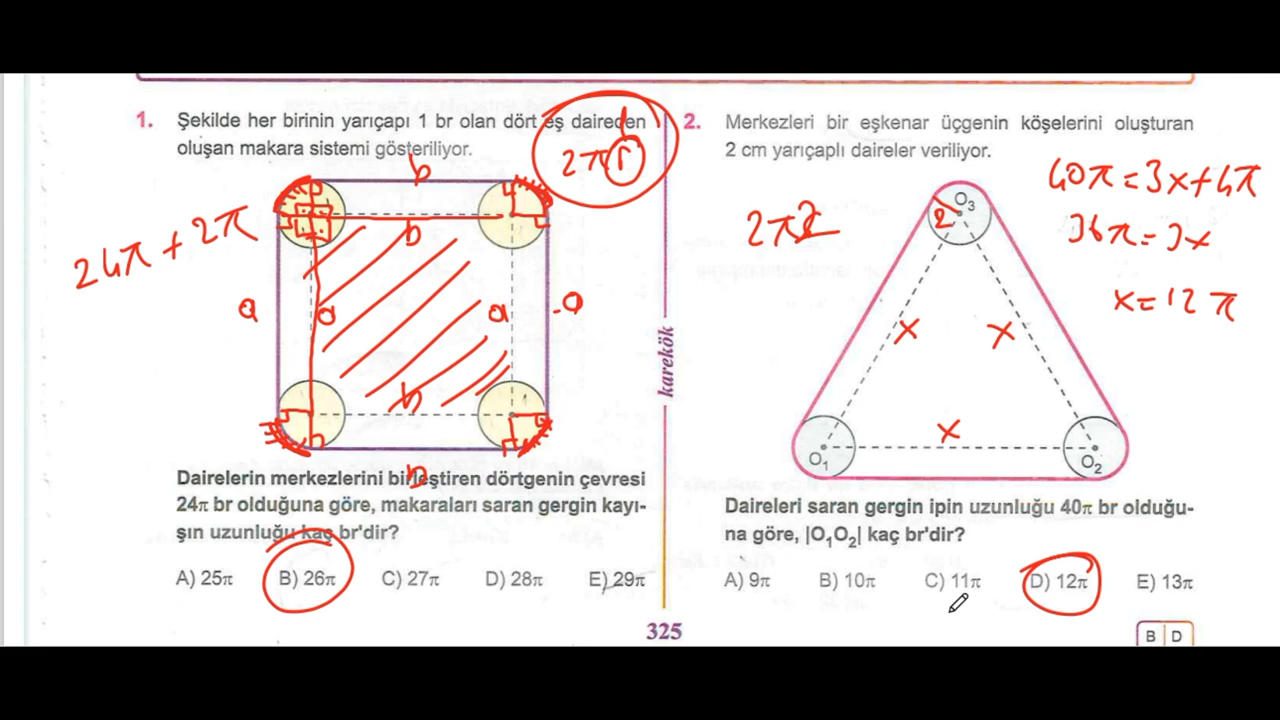 1. Şekilde her birinin yarıçapı 1 br olan dört eş daireden
oluşan makara sistemi gösteriliyor.
2πr
1
b
24π + 2π
b
a
a
a
a
b
1
b
Dairelerin merkezlerini birleştiren dörtgenin çevresi
24π br olduğuna göre, makaraları saran gergin kayı-
şın uzunluğu kaç br'dir?
A) 25π B) 26π C) 27π D) 28π E) 29π
karekök
2. Merkezleri bir eşkenar üçgenin köşelerini oluşturan
2 cm yarıçaplı daireler veriliyor.
2π2
40π = 3x + 4π
36π = 3x
x = 12π
O₃
2
x
x
x
O₁
O₂
Daireleri saran gergin ipin uzunluğu 40π br olduğu-
na göre, |O₁O₂| kaç br'dir?
A) 9π B) 10π C) 11π D) 12π E) 13π
325
B D